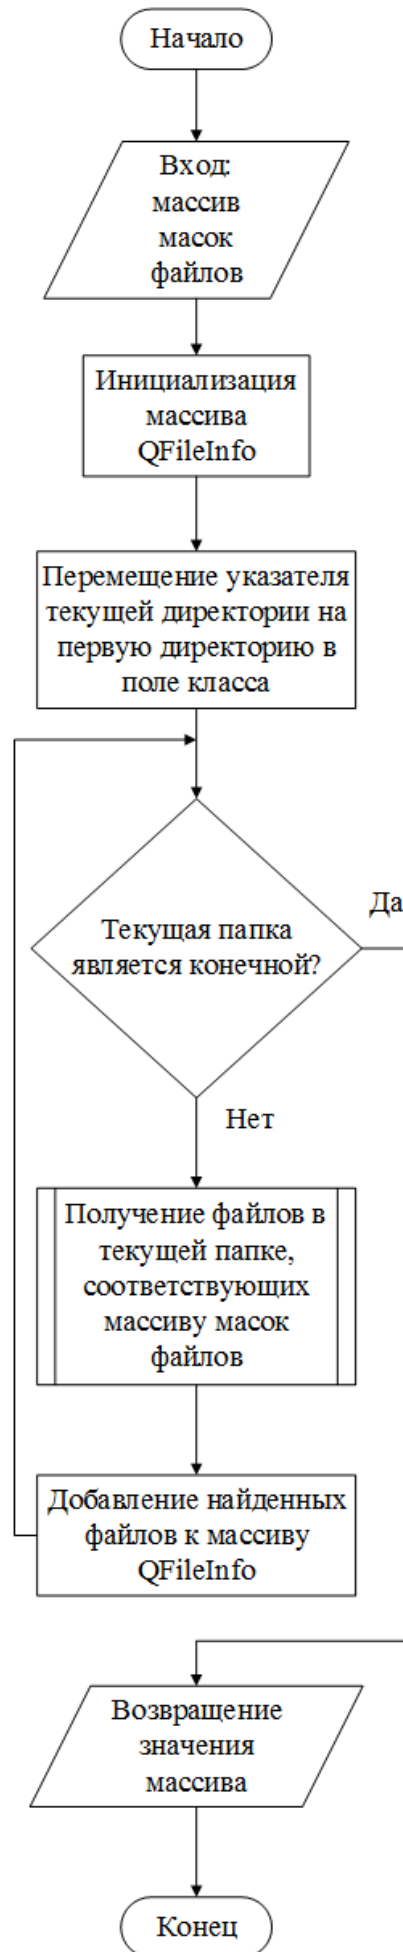 Начало
Вход:
массив
масок
файлов
Инициализация
массива
QFileInfo
Перемещение указателя
текущей директории на
первую директорию в
поле класса
Да
Текущая папка
является конечной?
Нет
Получение файлов в
текущей папке,
соответствующих
массиву масок
файлов
Добавление найденных
файлов к массиву
QFileInfo
Возвращение
значения
массива
Конец